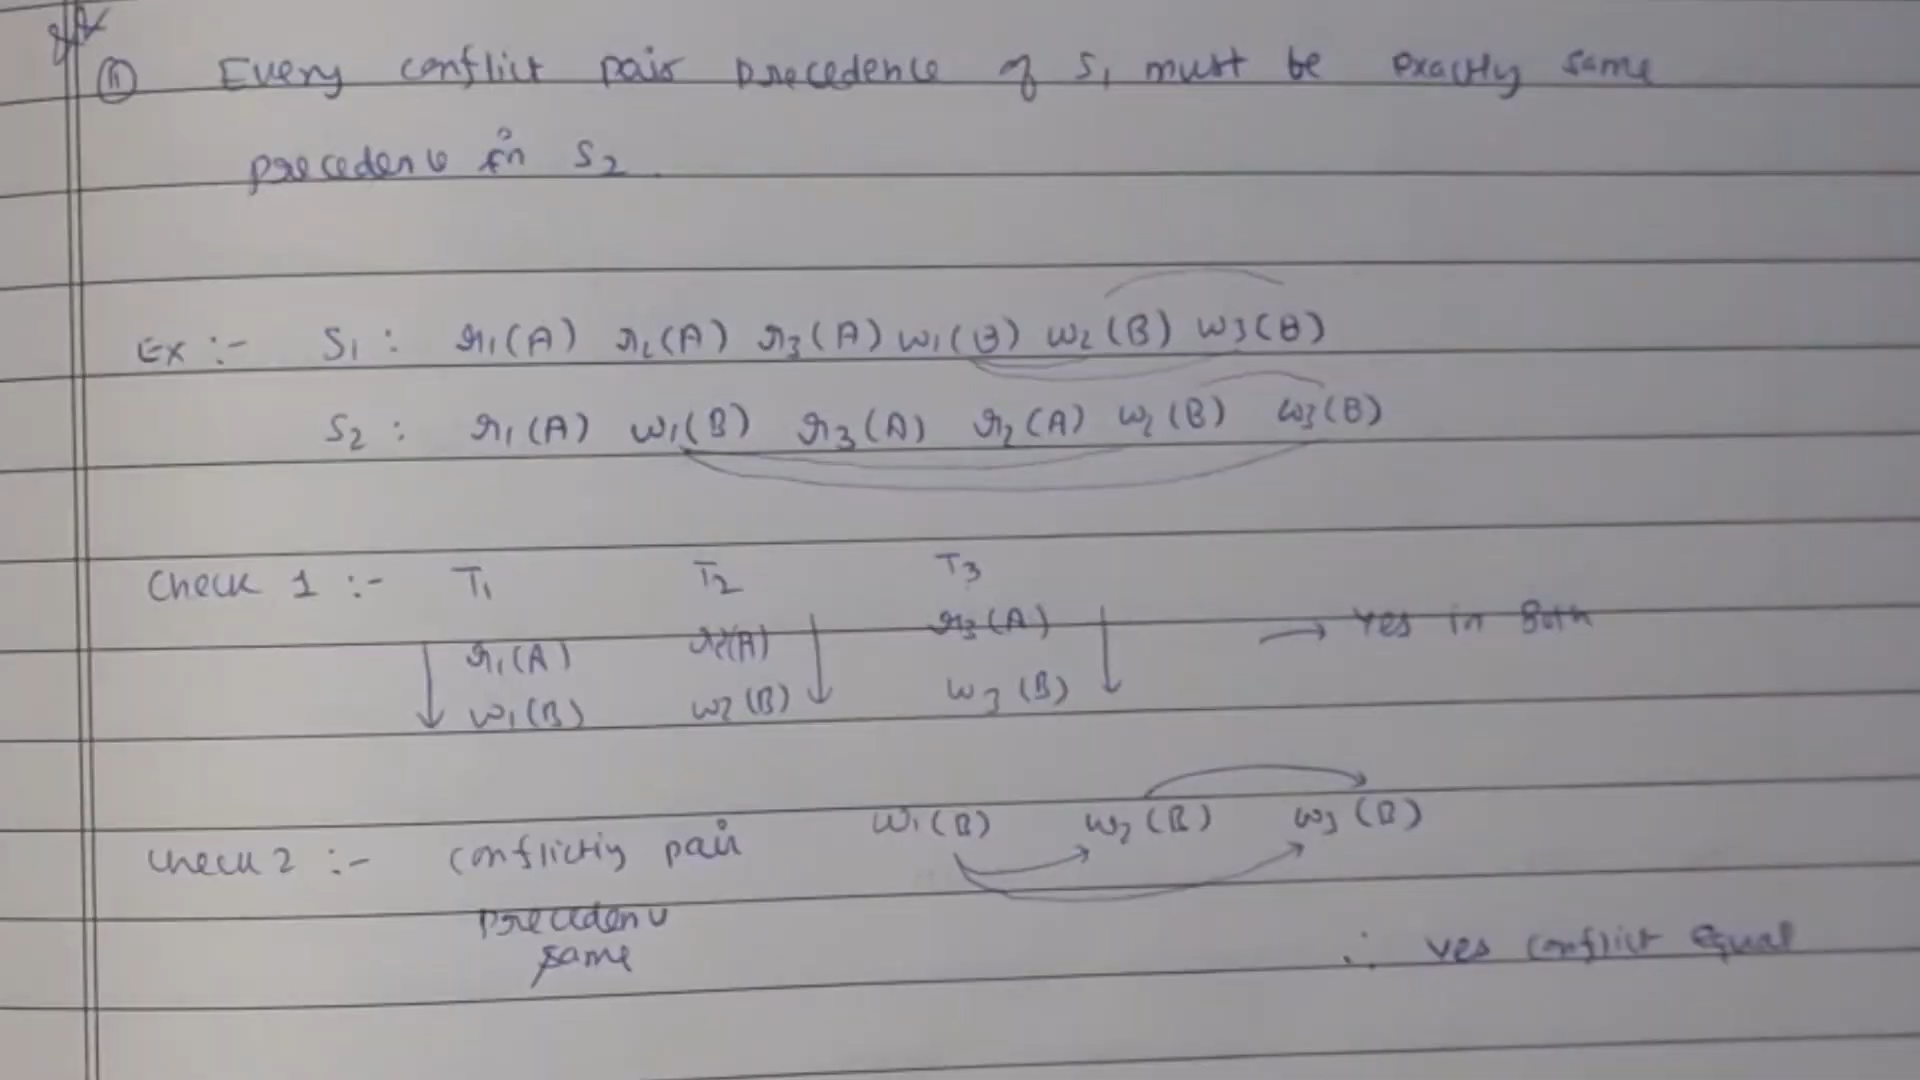 (ii) Every conflict pair precedence of S1 must be exactly same
precedence in S2.
Ex :- S1 : r1(A) r2(A) r3(A) w1(B) w2(B) w3(B)
S2 : r1(A) w1(B) r3(A) r2(A) w2(B) w3(B)
Check 1 :- T1 T2 T3
r1(A) r2(A) r3(A) → Yes in Both
w1(B) w2(B) w3(B)
Check 2 :- Conflicting pair w1(B) w2(B) w3(B)
precedence
same
∴ Yes conflict equal